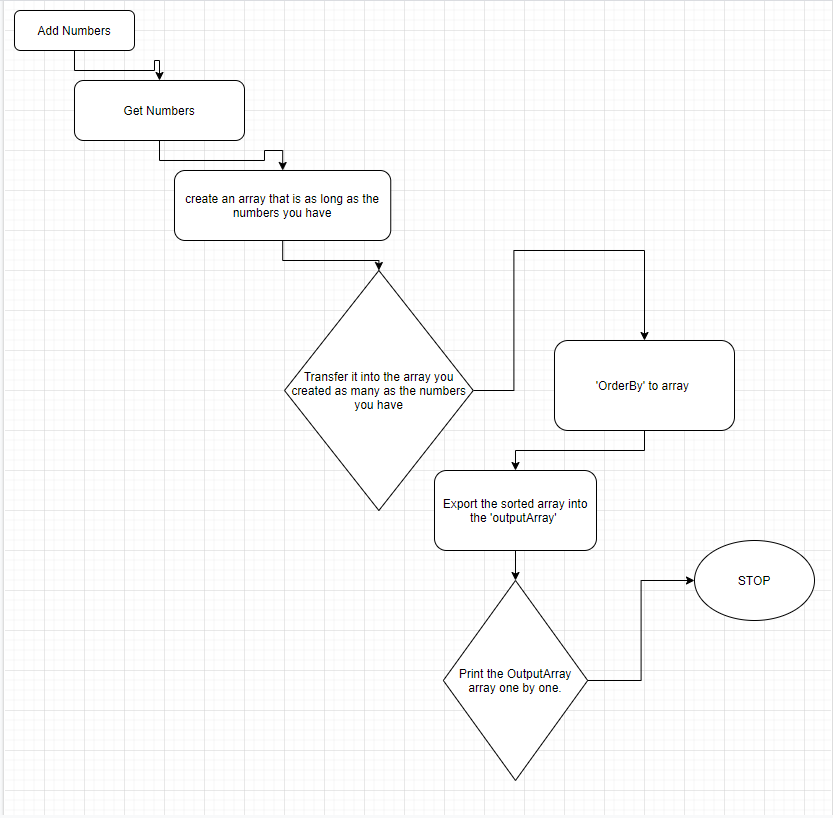 Add Numbers
Get Numbers
create an array that is as long as the
numbers you have
Transfer it into the array you
created as many as the numbers
you have
'OrderBy' to array
Export the sorted array into
the 'outputArray'
STOP
Print the OutputArray
array one by one.